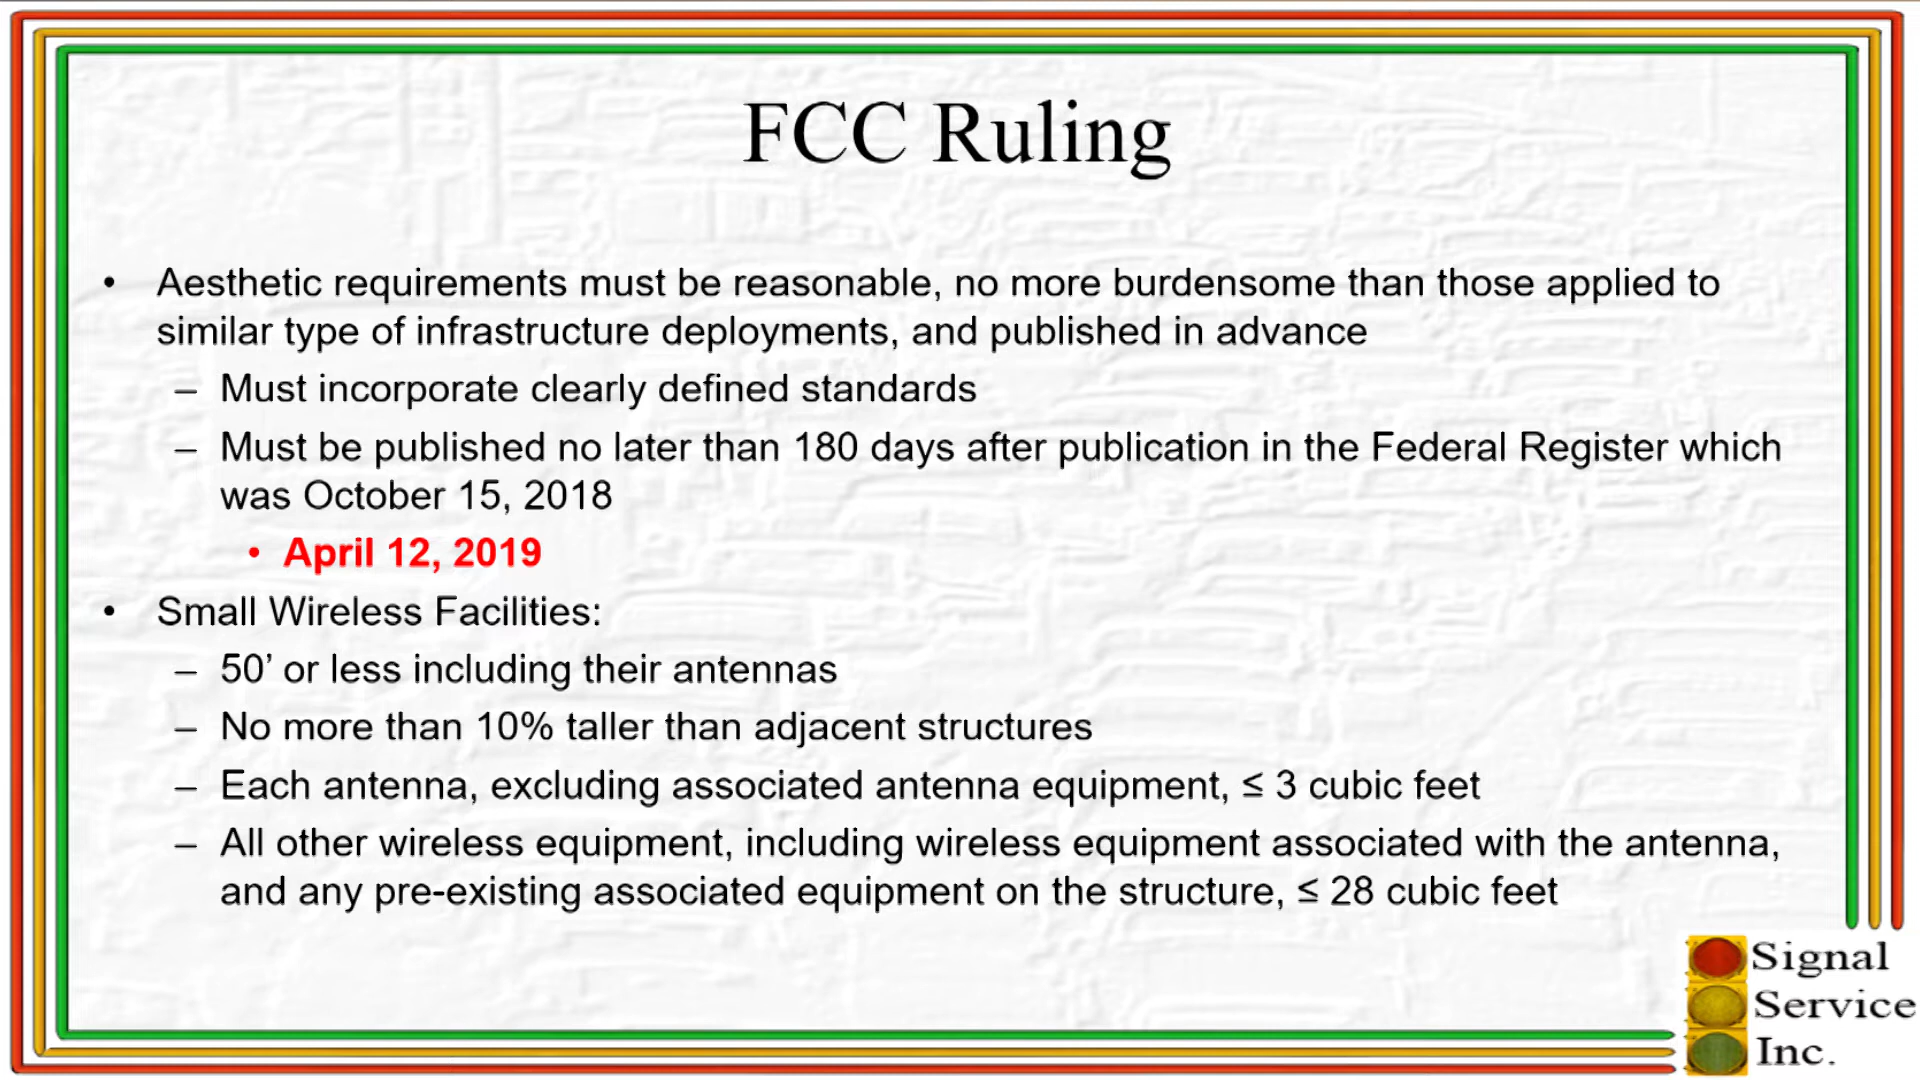 FCC Ruling
• Aesthetic requirements must be reasonable, no more burdensome than those applied to
similar type of infrastructure deployments, and published in advance
– Must incorporate clearly defined standards
– Must be published no later than 180 days after publication in the Federal Register which
was October 15, 2018
• April 12, 2019
• Small Wireless Facilities:
– 50’ or less including their antennas
– No more than 10% taller than adjacent structures
– Each antenna, excluding associated antenna equipment, ≤ 3 cubic feet
– All other wireless equipment, including wireless equipment associated with the antenna,
and any pre-existing associated equipment on the structure, ≤ 28 cubic feet
Signal
Service
Inc.